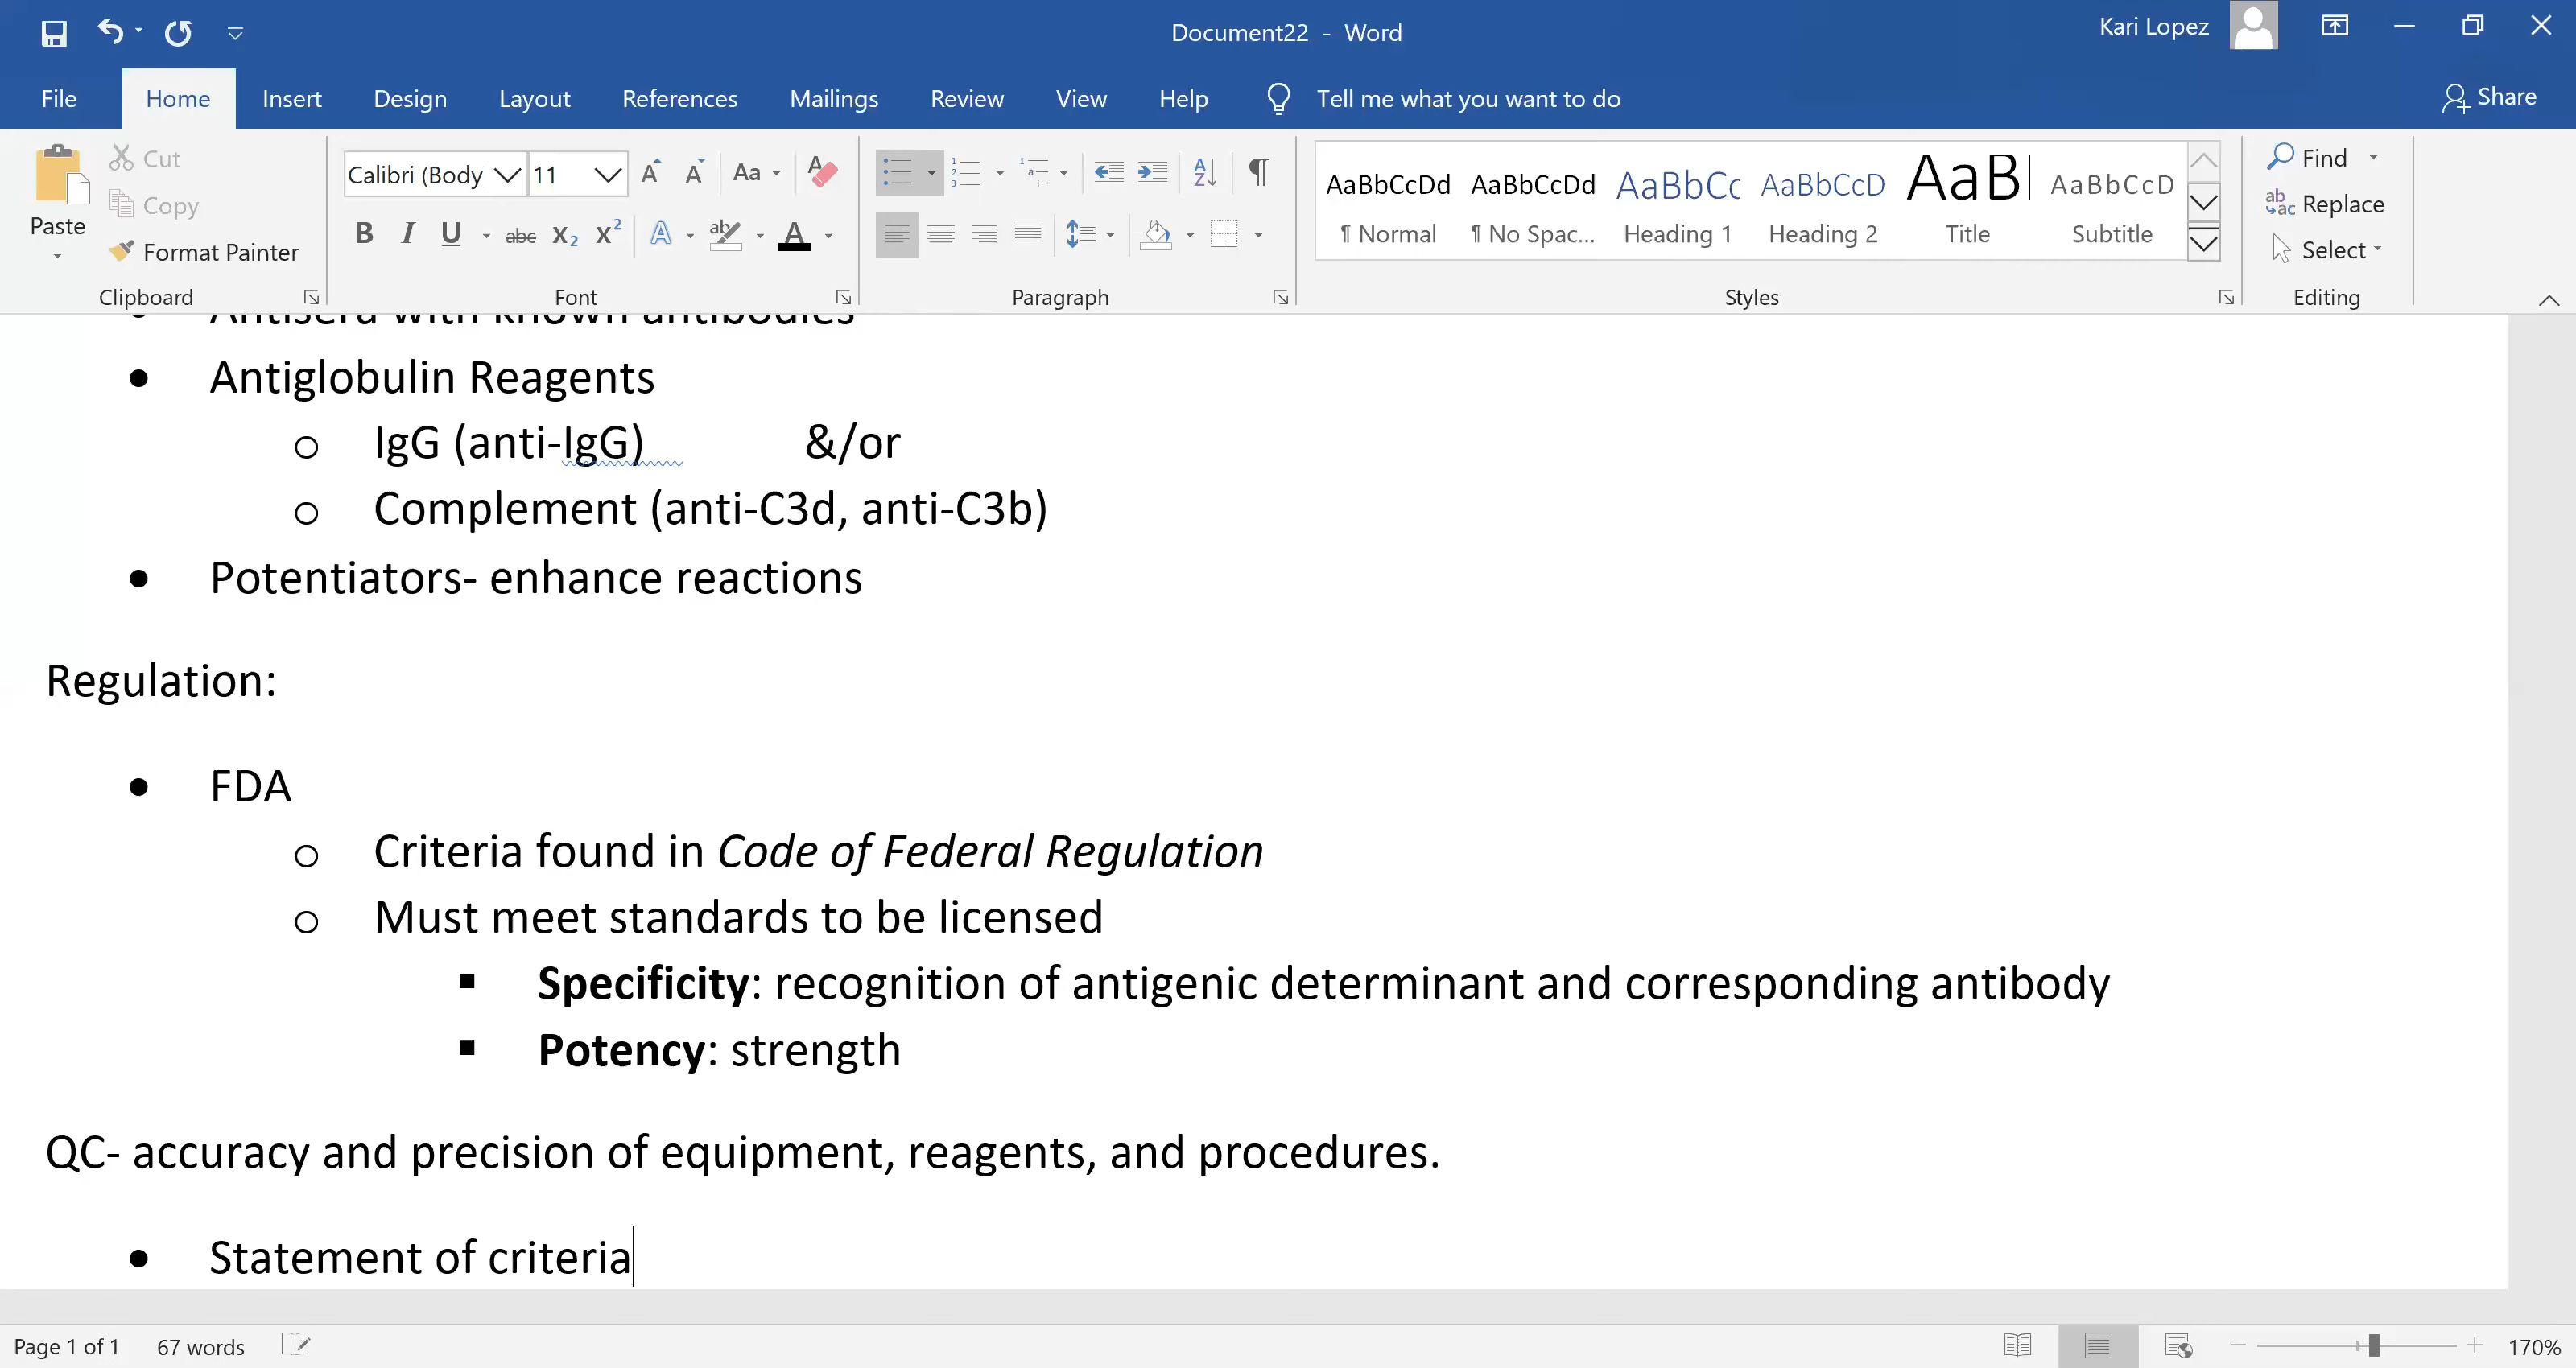 Document22 - Word
Kari Lopez
File Home Insert Design Layout References Mailings Review View Help Tell me what you want to do Share
Paste
Cut
Copy
Format Painter
Clipboard
Calibri (Body 11
Font
Paragraph
AaBbCcDd AaBbCcDd AaBbCc AaBbCcD AaB AaBbCcD
¶ Normal ¶ No Spac... Heading 1 Heading 2 Title Subtitle
Styles
Find
Replace
Select
Editing
• Antisera with known antibodies
• Antiglobulin Reagents
o IgG (anti-IgG) &/or
o Complement (anti-C3d, anti-C3b)
• Potentiators- enhance reactions
Regulation:
• FDA
o Criteria found in Code of Federal Regulation
o Must meet standards to be licensed
▪ Specificity: recognition of antigenic determinant and corresponding antibody
▪ Potency: strength
QC- accuracy and precision of equipment, reagents, and procedures.
• Statement of criteria
Page 1 of 1 67 words 170%